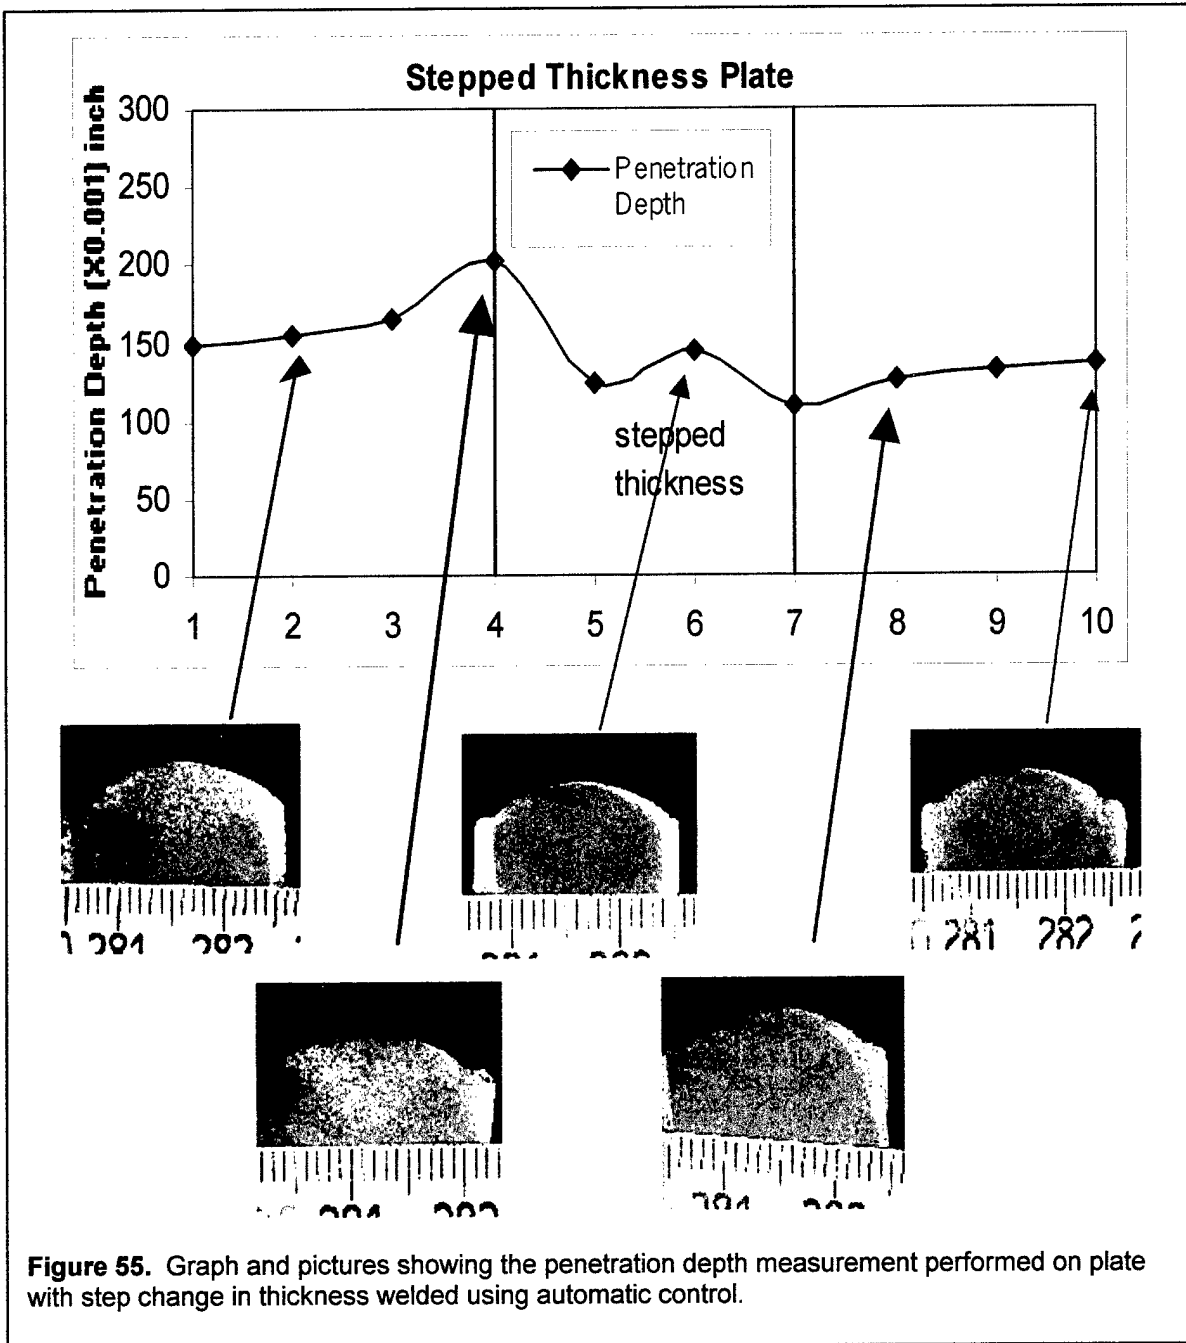 Stepped Thickness Plate
Penetration Depth (X0.001) inch
300
250
200
150
100
50
0
Penetration
Depth
stepped
thickness
1 2 3 4 5 6 7 8 9 10
281 282
281 282
Figure 55. Graph and pictures showing the penetration depth measurement performed on plate
with step change in thickness welded using automatic control.